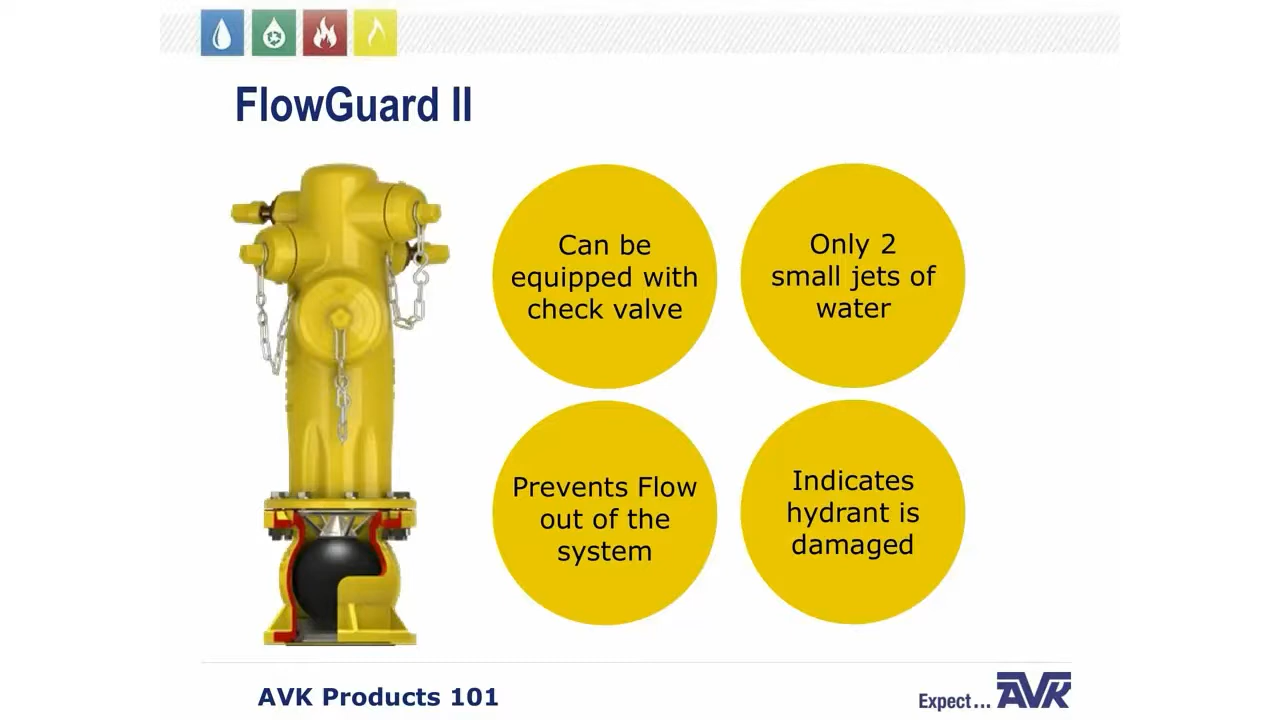 FlowGuard II
Can be
equipped with
check valve
Only 2
small jets of
water
Prevents Flow
out of the
system
Indicates
hydrant is
damaged
AVK Products 101
Expect... AVK